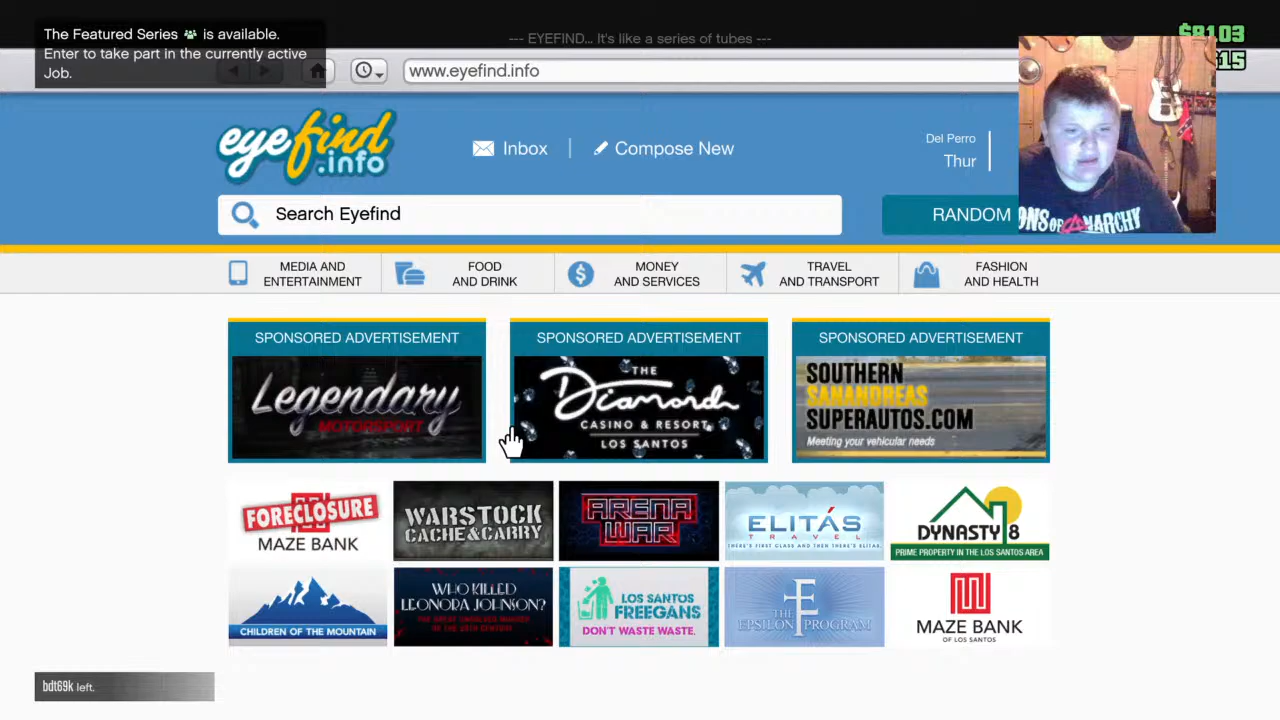 The Featured Series is available.
Enter to take part in the currently active
Job.
--- EYEFIND... It's like a series of tubes ---
$8103
15
www.eyefind.info
eyefind
.info
Inbox
Compose New
Del Perro
Thur
Search Eyefind
RANDOM
MEDIA AND
ENTERTAINMENT
FOOD
AND DRINK
MONEY
AND SERVICES
TRAVEL
AND TRANSPORT
FASHION
AND HEALTH
ONS OF ANARCHY
SPONSORED ADVERTISEMENT
Legendary
MOTORSPORT
SPONSORED ADVERTISEMENT
THE
Diamond
CASINO & RESORT
LOS SANTOS
SPONSORED ADVERTISEMENT
SOUTHERN
SANANDREAS
SUPERAUTOS.COM
Meeting your vehicular needs
FORECLOSURE
MAZE BANK
WARSTOCK
CACHE & CARRY
ARENA
WAR
ELITÁS
TRAVEL
THERE'S FIRST CLASS AND THEN THERE'S ELITAS.
DYNASTY 8
PRIME PROPERTY IN THE LOS SANTOS AREA
CHILDREN OF THE MOUNTAIN
WHO KILLED
LEONORA JOHNSON?
THE GREAT UNSOLVED MURDER
OF THE 20TH CENTURY
LOS SANTOS
FREEGANS
DON'T WASTE WASTE.
THE
EPSILON PROGRAM
MAZE BANK
OF LOS SANTOS
bdt69k left.